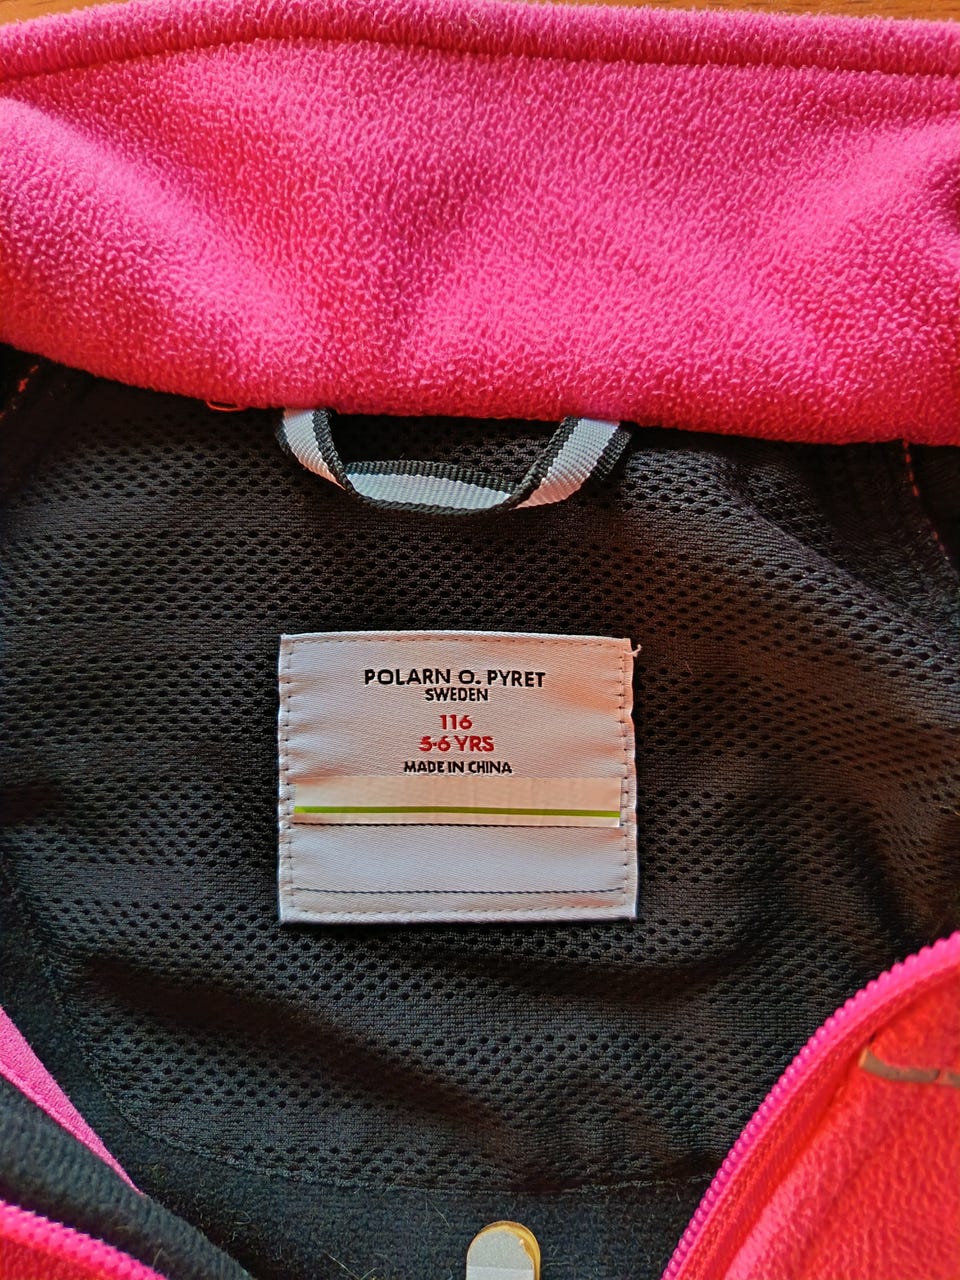 POLARN O. PYRET
SWEDEN
116
5-6 YRS
MADE IN CHINA